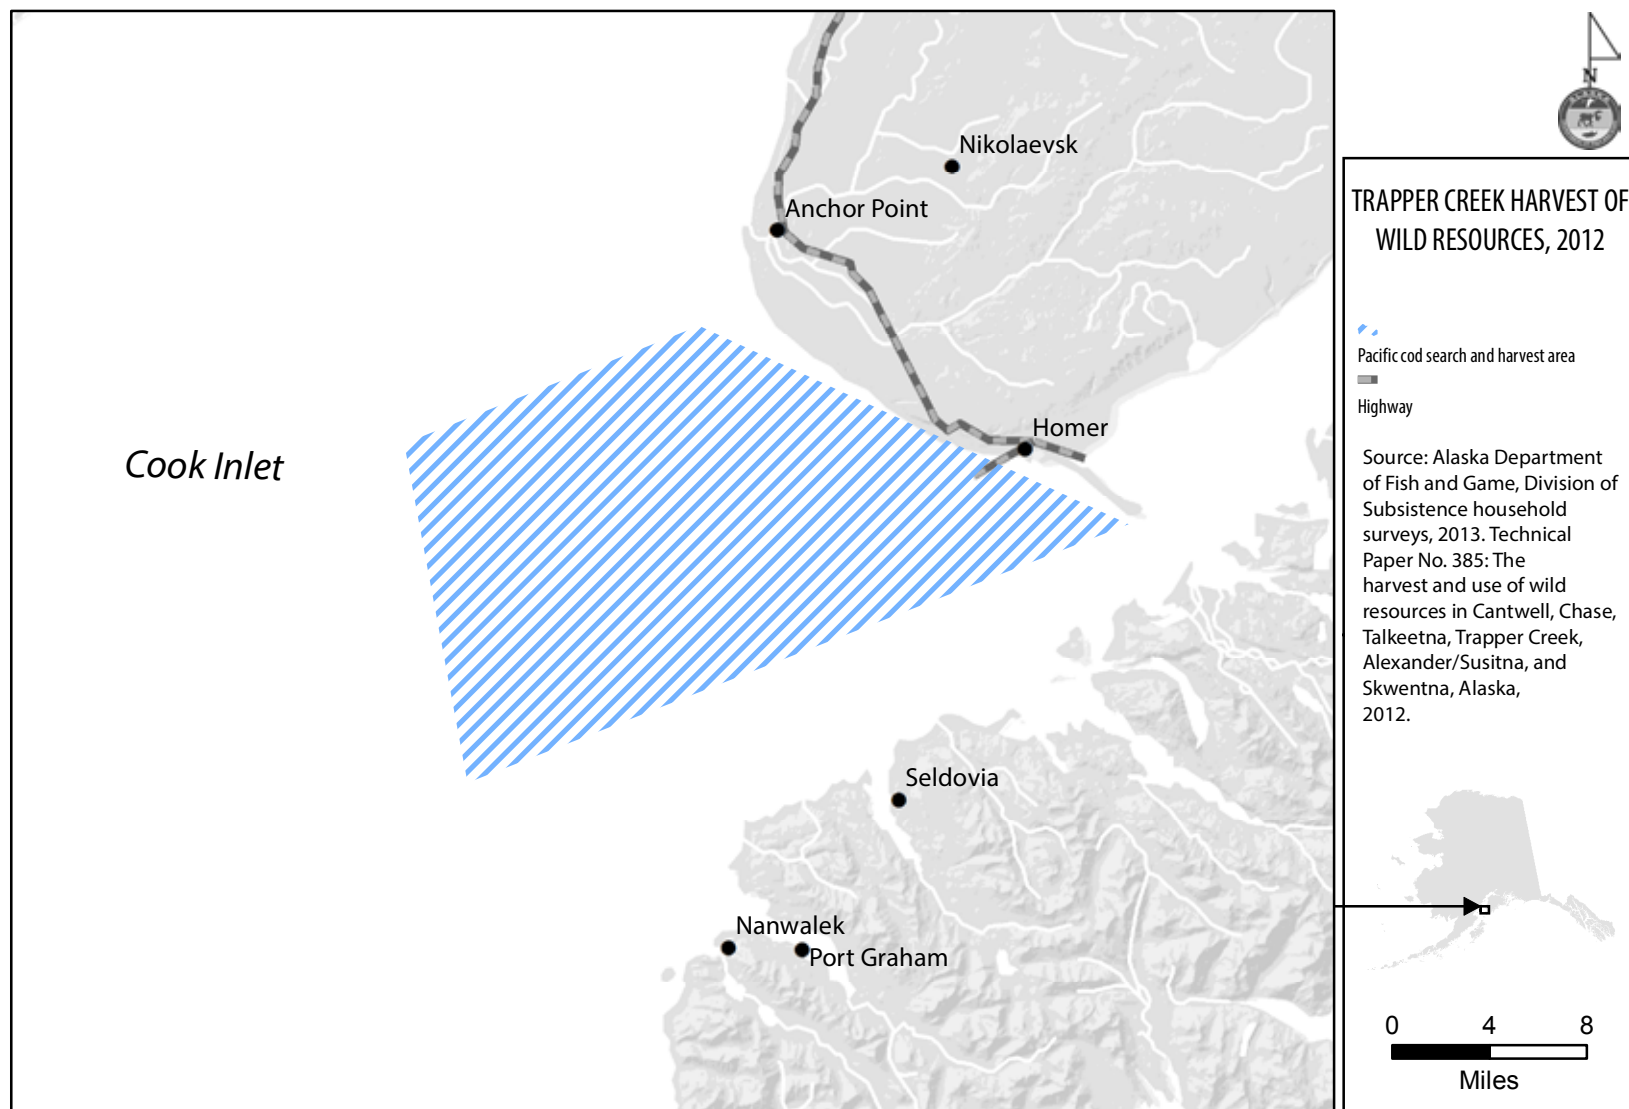 Nikolaevsk
Anchor Point
Homer
Cook Inlet
Seldovia
Nanwalek
Port Graham
N
ALASKA
TRAPPER CREEK HARVEST OF
WILD RESOURCES, 2012
Pacific cod search and harvest area
Highway
Source: Alaska Department
of Fish and Game, Division of
Subsistence household
surveys, 2013. Technical
Paper No. 385: The
harvest and use of wild
resources in Cantwell, Chase,
Talkeetna, Trapper Creek,
Alexander/Susitna, and
Skwentna, Alaska,
2012.
0 4 8
Miles